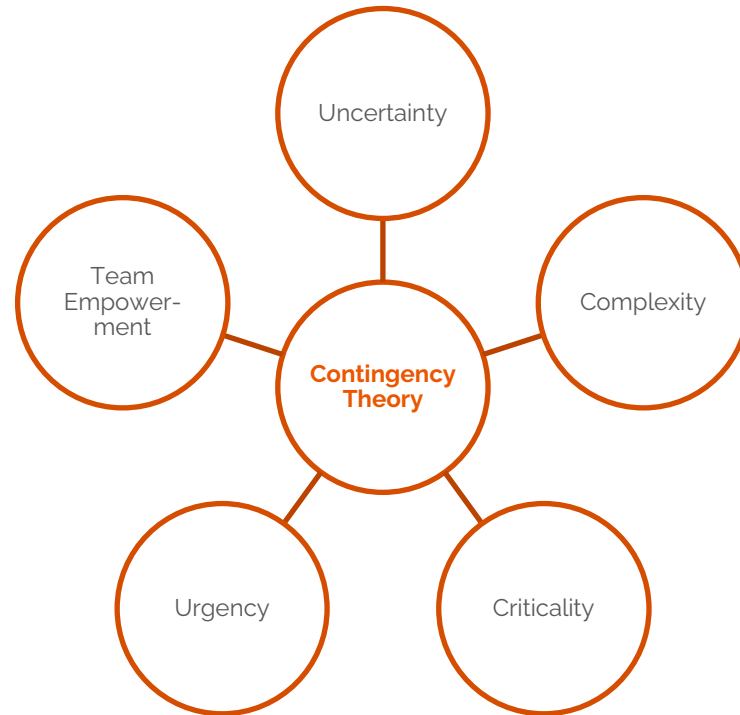 Uncertainty
Team
Empower-
ment
Complexity
Contingency
Theory
Urgency
Criticality